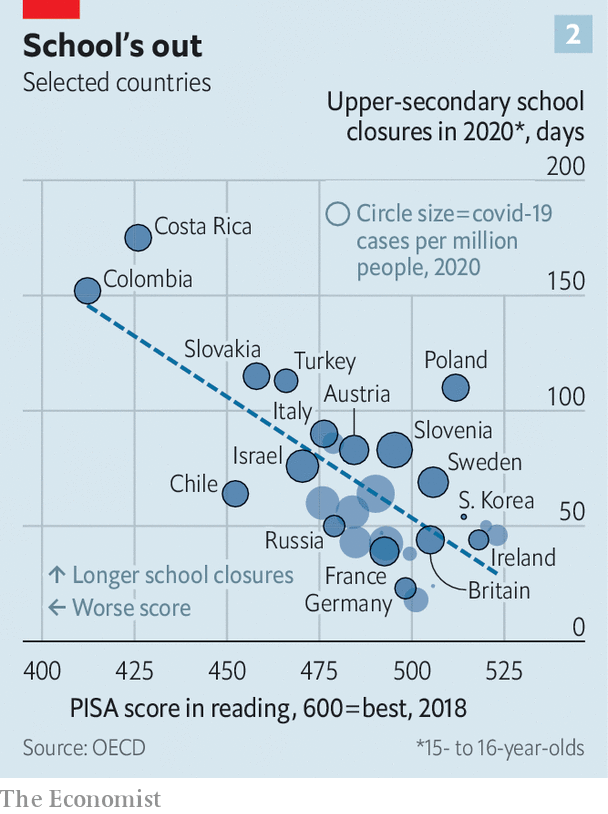 School's out
2
Selected countries
Upper-secondary school
closures in 2020*, days
200
Circle size=covid-19
cases per million
people, 2020
Costa Rica
Colombia
150
Slovakia
Turkey
Poland
Austria
100
Italy
Slovenia
Israel
Sweden
Chile
S. Korea
50
Russia
Ireland
↑ Longer school closures
France
Britain
← Worse score
Germany
0
400 425 450 475 500 525
PISA score in reading, 600=best, 2018
Source: OECD
*15- to 16-year-olds
The Economist